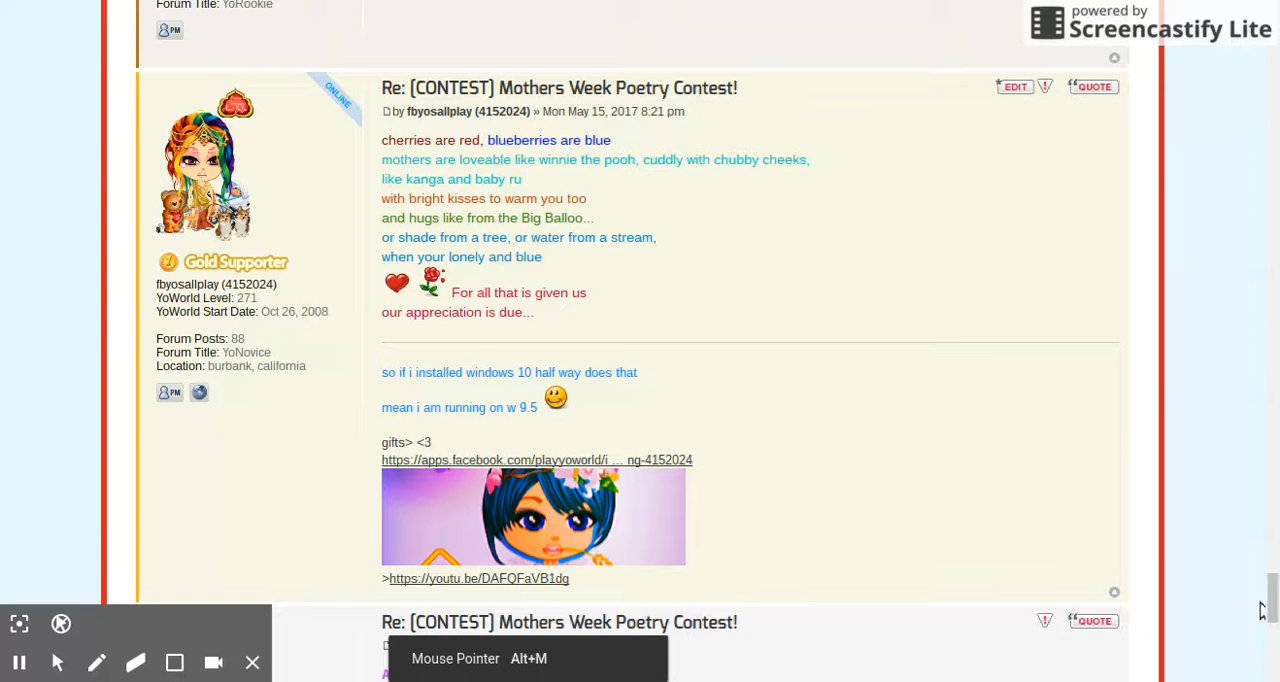 Forum Title: YoRookie
PM
powered by
Screencastify Lite
ONLINE
Re: [CONTEST] Mothers Week Poetry Contest!
EDIT
QUOTE
by fbyosallplay (4152024) » Mon May 15, 2017 8:21 pm
cherries are red, blueberries are blue
mothers are loveable like winnie the pooh, cuddly with chubby cheeks,
like kanga and baby ru
with bright kisses to warm you too
and hugs like from the Big Balloo...
or shade from a tree, or water from a stream,
when your lonely and blue
For all that is given us
our appreciation is due...
Gold Supporter
fbyosallplay (4152024)
YoWorld Level: 271
YoWorld Start Date: Oct 26, 2008
Forum Posts: 88
Forum Title: YoNovice
Location: burbank, california
PM
so if i installed windows 10 half way does that
mean i am running on w 9.5
gifts> <3
https://apps.facebook.com/playyoworld/i ... ng-4152024
>https://youtu.be/DAFQFaVB1dg
Re: [CONTEST] Mothers Week Poetry Contest!
QUOTE
Mouse Pointer Alt+M